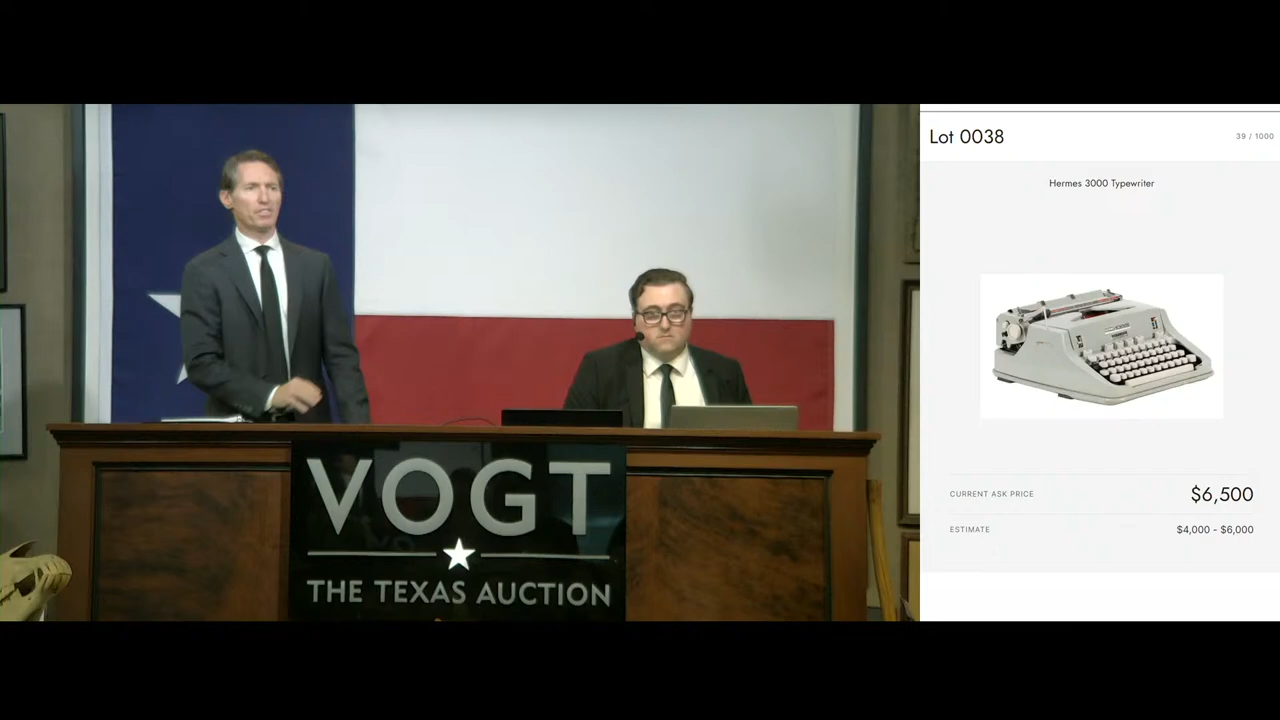 VOGT
THE TEXAS AUCTION
Lot 0038
39 / 1000
Hermes 3000 Typewriter
CURRENT ASK PRICE $6,500
ESTIMATE $4,000 - $6,000